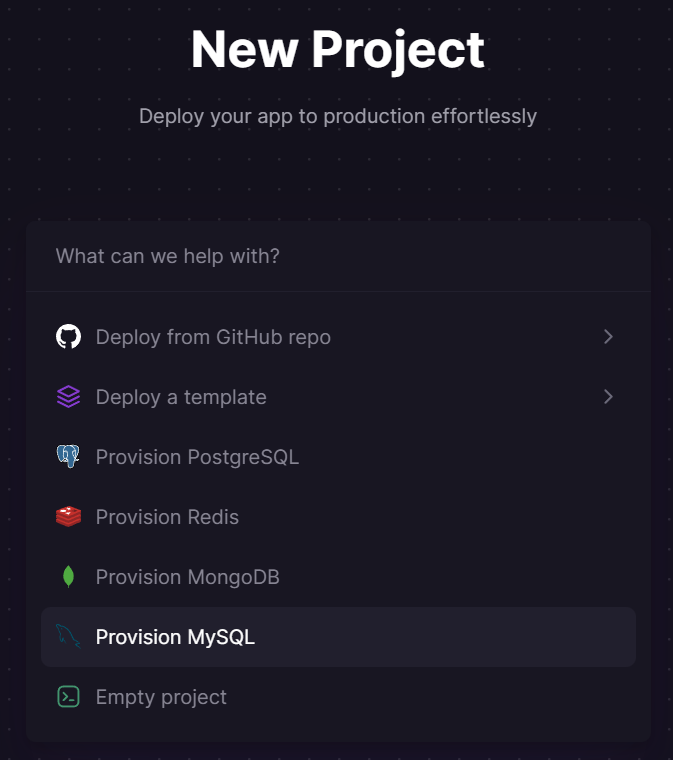 New Project
Deploy your app to production effortlessly
What can we help with?
Deploy from GitHub repo
Deploy a template
Provision PostgreSQL
Provision Redis
Provision MongoDB
Provision MySQL
Empty project